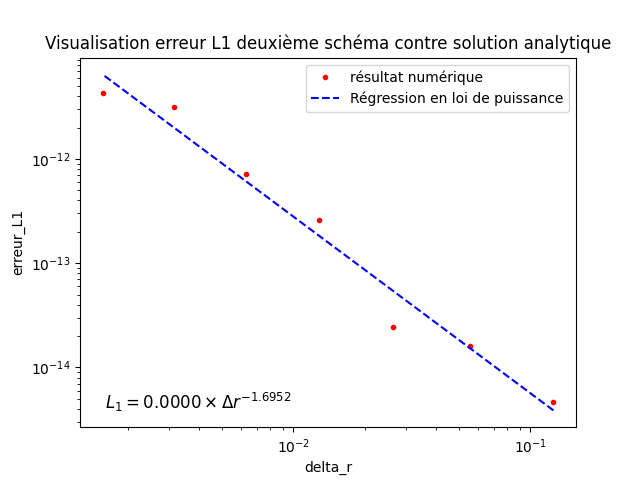 Visualisation erreur L1 deuxième schéma contre solution analytique
résultat numérique
Régression en loi de puissance
10⁻¹²
10⁻¹³
10⁻¹⁴
erreur_L1
L₁ = 0.0000 × Δr⁻¹·⁶⁹⁵²
10⁻² 10⁻¹
delta_r